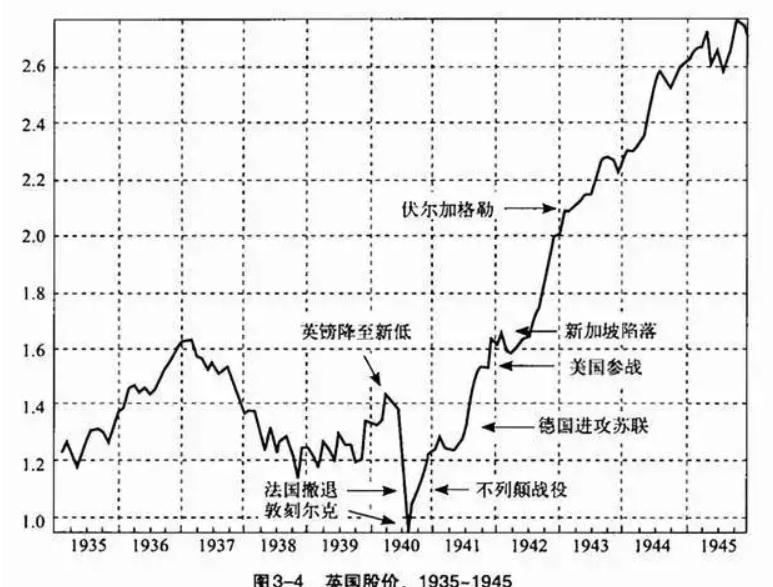 2.6
2.4
2.2
伏尔加格勒
2.0
1.8
英镑降至新低
新加坡陷落
1.6
美国参战
1.4
德国进攻苏联
1.2
法国撤退
不列颠战役
敦刻尔克
1.0
1935 1936 1937 1938 1939 1940 1941 1942 1943 1944 1945
图3-4 英国股价，1935~1945